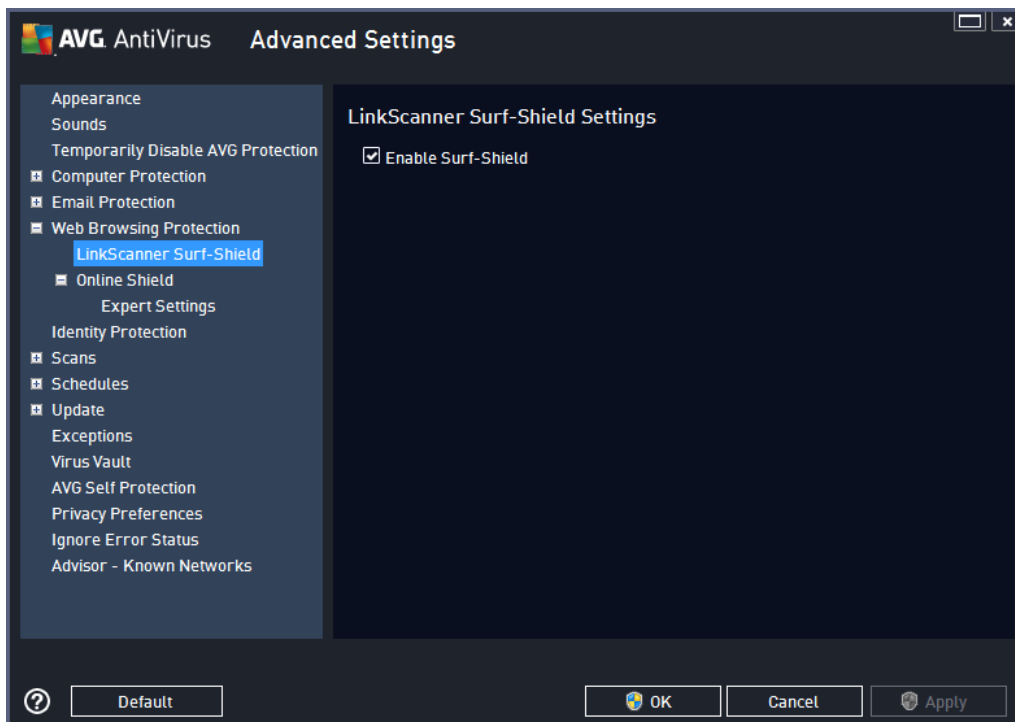 AVG. AntiVirus Advanced Settings
Appearance
Sounds
Temporarily Disable AVG Protection
Computer Protection
Email Protection
Web Browsing Protection
LinkScanner Surf-Shield
Online Shield
Expert Settings
Identity Protection
Scans
Schedules
Update
Exceptions
Virus Vault
AVG Self Protection
Privacy Preferences
Ignore Error Status
Advisor - Known Networks
LinkScanner Surf-Shield Settings
Enable Surf-Shield
? Default OK Cancel Apply